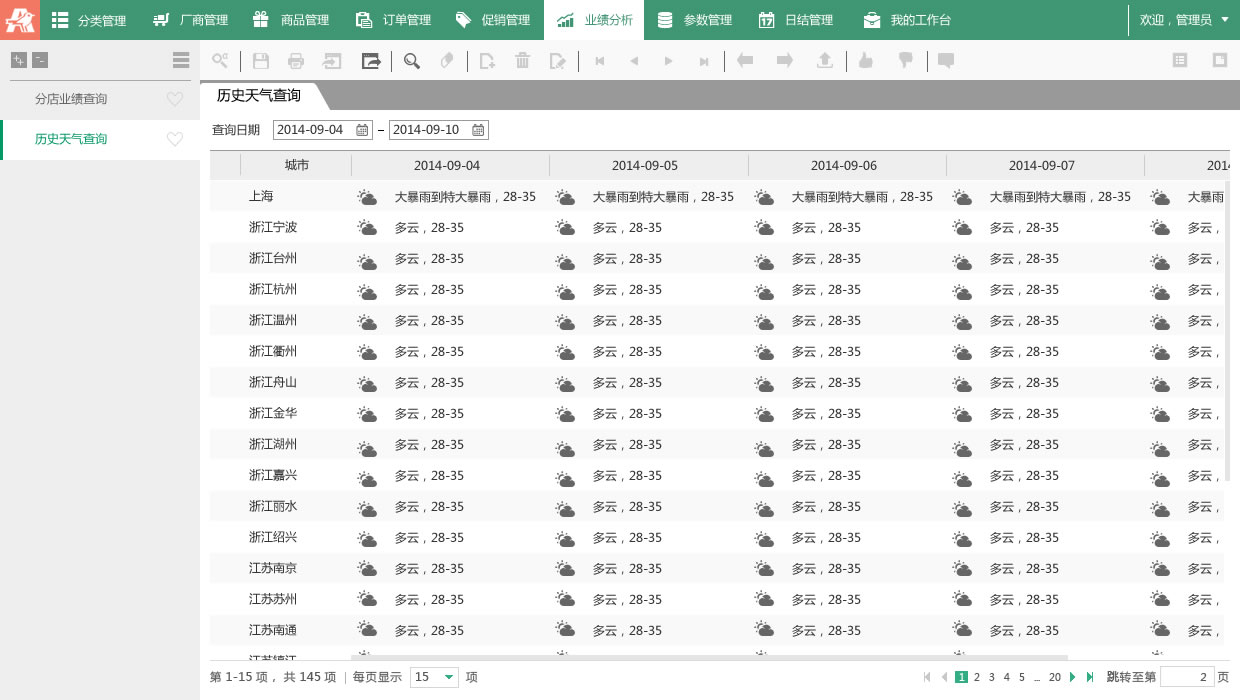 分类管理 厂商管理 商品管理 订单管理 促销管理 业绩分析 参数管理 日结管理 我的工作台 欢迎，管理员
分店业绩查询
历史天气查询
历史天气查询
查询日期 2014-09-04 – 2014-09-10
城市 2014-09-04 2014-09-05 2014-09-06 2014-09-07
上海 大暴雨到特大暴雨，28-35 大暴雨到特大暴雨，28-35 大暴雨到特大暴雨，28-35 大暴雨到特大暴雨，28-35 大暴雨
浙江宁波 多云，28-35 多云，28-35 多云，28-35 多云，28-35 多云，
浙江台州 多云，28-35 多云，28-35 多云，28-35 多云，28-35 多云，
浙江杭州 多云，28-35 多云，28-35 多云，28-35 多云，28-35 多云，
浙江温州 多云，28-35 多云，28-35 多云，28-35 多云，28-35 多云，
浙江衢州 多云，28-35 多云，28-35 多云，28-35 多云，28-35 多云，
浙江舟山 多云，28-35 多云，28-35 多云，28-35 多云，28-35 多云，
浙江金华 多云，28-35 多云，28-35 多云，28-35 多云，28-35 多云，
浙江湖州 多云，28-35 多云，28-35 多云，28-35 多云，28-35 多云，
浙江嘉兴 多云，28-35 多云，28-35 多云，28-35 多云，28-35 多云，
浙江丽水 多云，28-35 多云，28-35 多云，28-35 多云，28-35 多云，
浙江绍兴 多云，28-35 多云，28-35 多云，28-35 多云，28-35 多云，
江苏南京 多云，28-35 多云，28-35 多云，28-35 多云，28-35 多云，
江苏苏州 多云，28-35 多云，28-35 多云，28-35 多云，28-35 多云，
江苏南通 多云，28-35 多云，28-35 多云，28-35 多云，28-35 多云，
第 1-15 项， 共 145 项 | 每页显示 15 项 1 2 3 4 5 ... 20 跳转至第 2 页